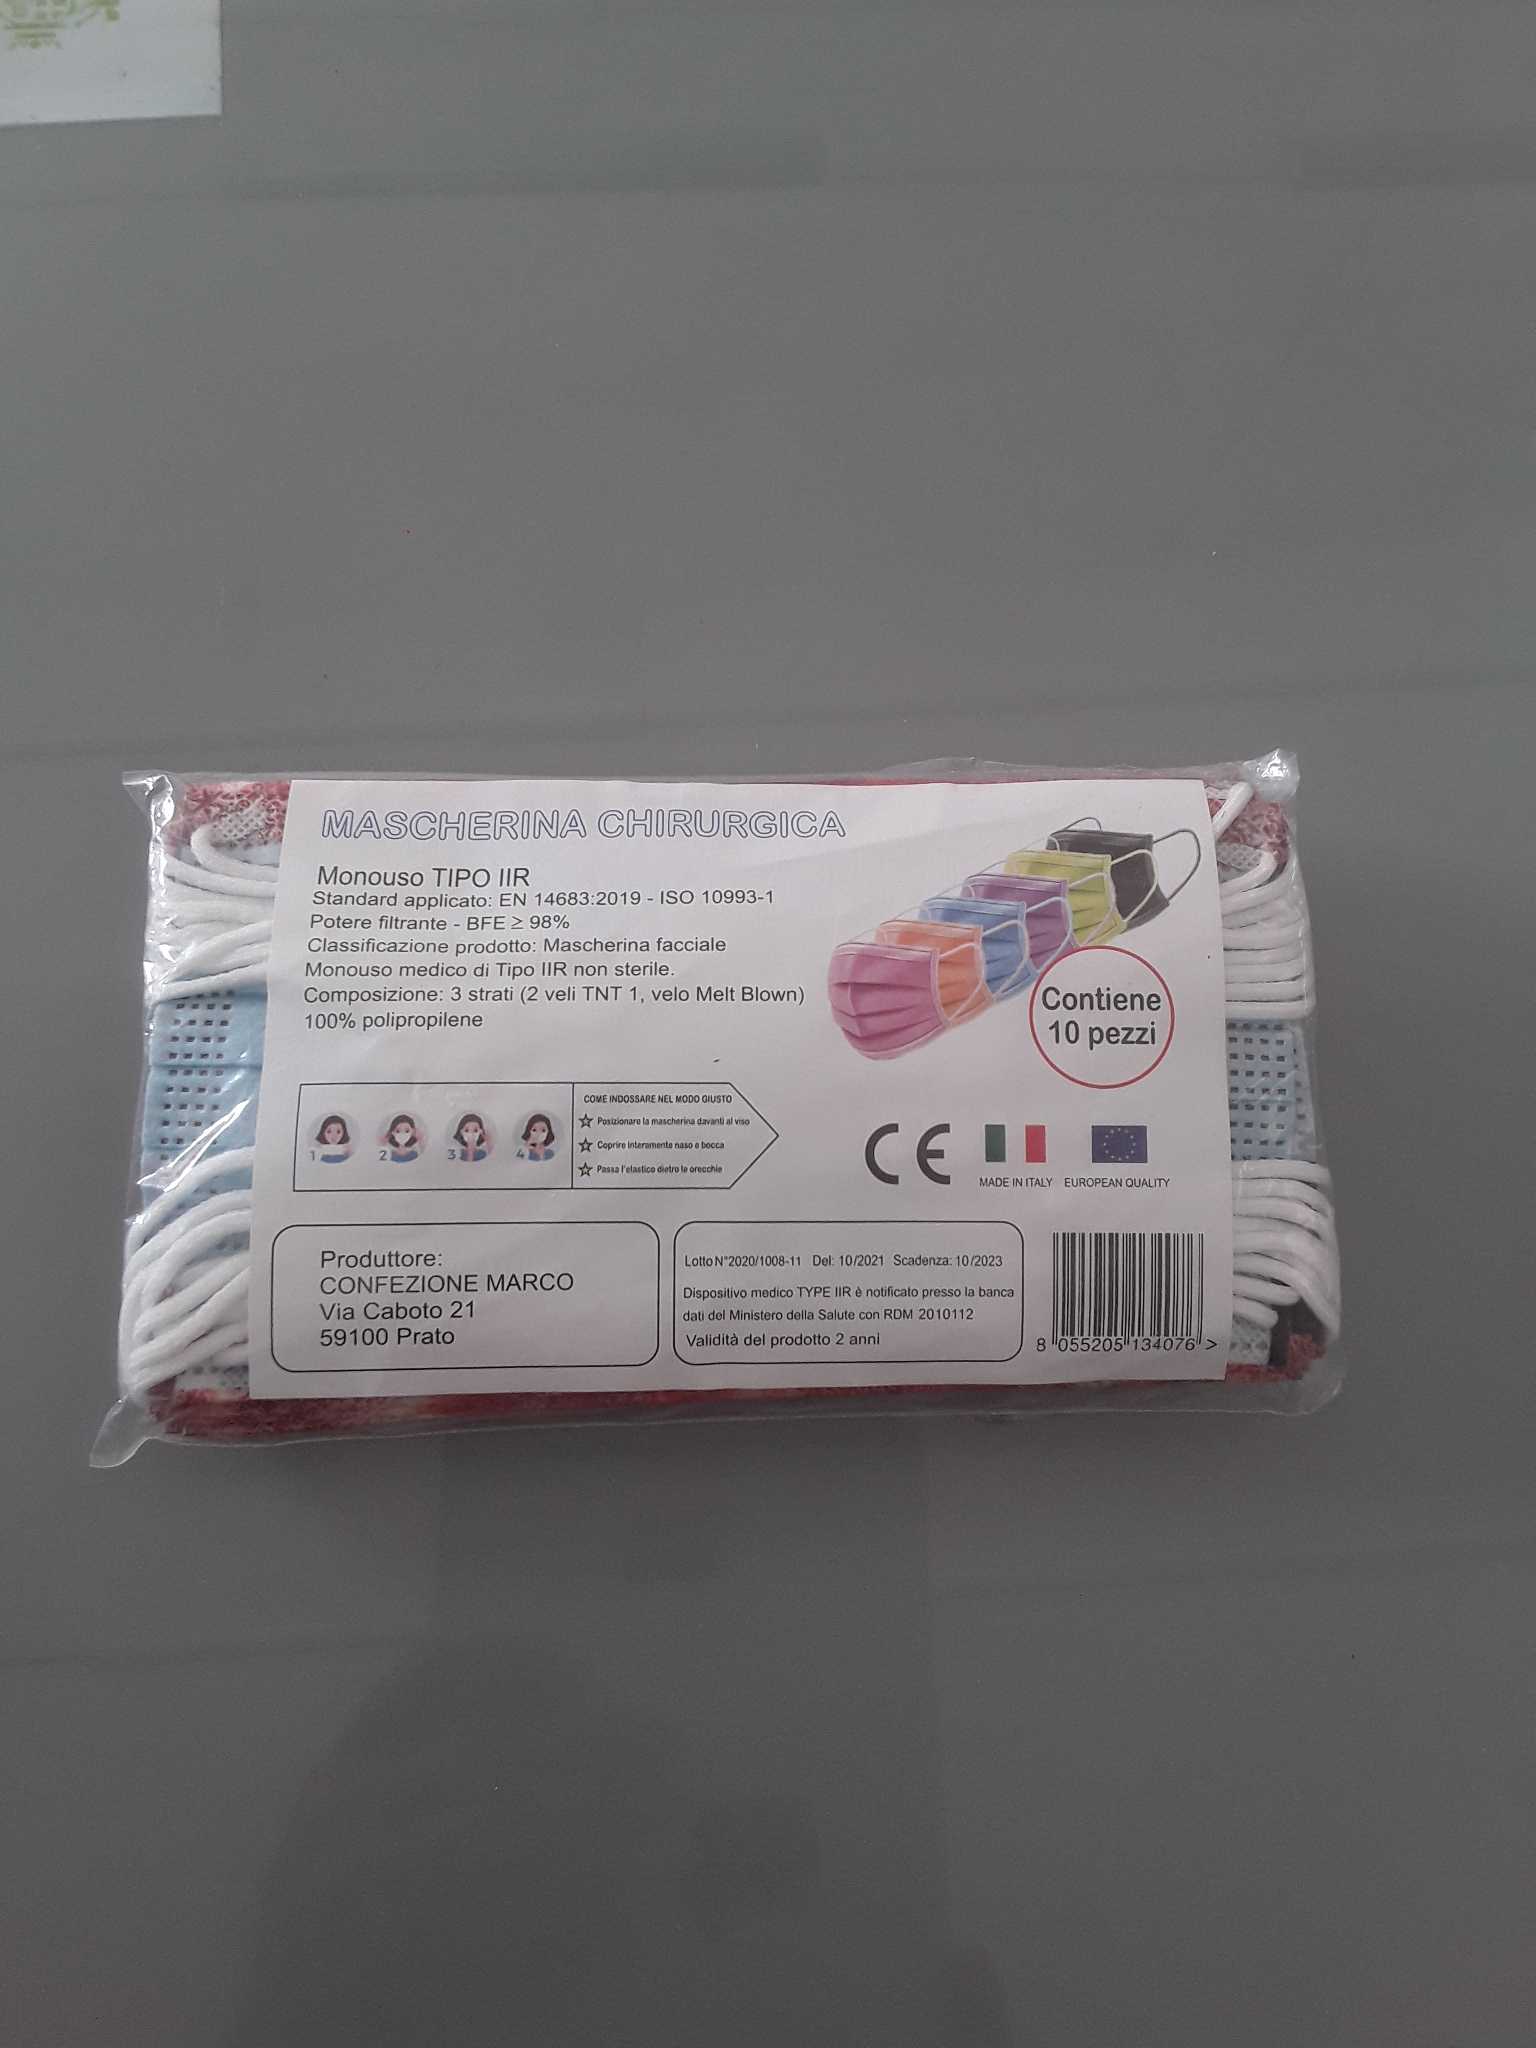 MASCHERINA CHIRURGICA
Monouso TIPO IIR
Standard applicato: EN 14683:2019 - ISO 10993-1
Potere filtrante - BFE ≥ 98%
Classificazione prodotto: Mascherina facciale
Monouso medico di Tipo IIR non sterile.
Composizione: 3 strati (2 veli TNT 1, velo Melt Blown)
100% polipropilene
Contiene
10 pezzi
1 2 3 4
COME INDOSSARE NEL MODO GIUSTO
Posizionare la mascherina davanti al viso
Coprire interamente naso e bocca
Passa l'elastico dietro le orecchie
CE
MADE IN ITALY EUROPEAN QUALITY
Produttore:
CONFEZIONE MARCO
Via Caboto 21
59100 Prato
Lotto N°2020/1008-11 Del: 10/2021 Scadenza: 10/2023
Dispositivo medico TYPE IIR è notificato presso la banca
dati del Ministero della Salute con RDM 2010112
Validità del prodotto 2 anni
8 055205 134076 >